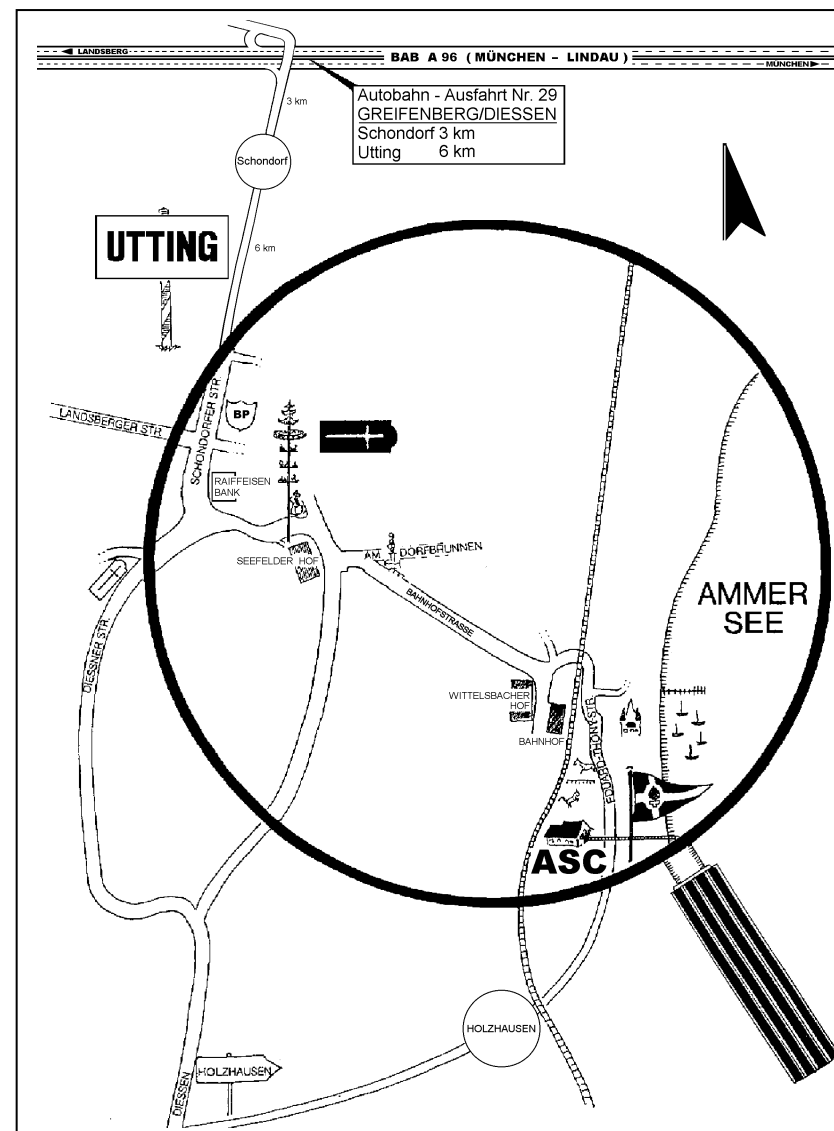 LANDSBERG
BAB A 96 ( MÜNCHEN - LINDAU )
MÜNCHEN
Autobahn - Ausfahrt Nr. 29
GREIFENBERG/DIESSEN
Schondorf 3 km
Utting 6 km
3 km
Schondorf
UTTING
6 km
LANDSBERGER STR.
SCHONDORFER STR.
BP
RAIFFEISEN
BANK
SEEFELDER HOF
AM DORFBRUNNEN
BAHNHOFSTRASSE
DIESSNER STR.
AMMER
SEE
WITTELSBACHER
HOF
BAHNHOF
EDUARD-THÖNY-STR.
ASC
HOLZHAUSEN
HOLZHAUSEN
DIESSEN